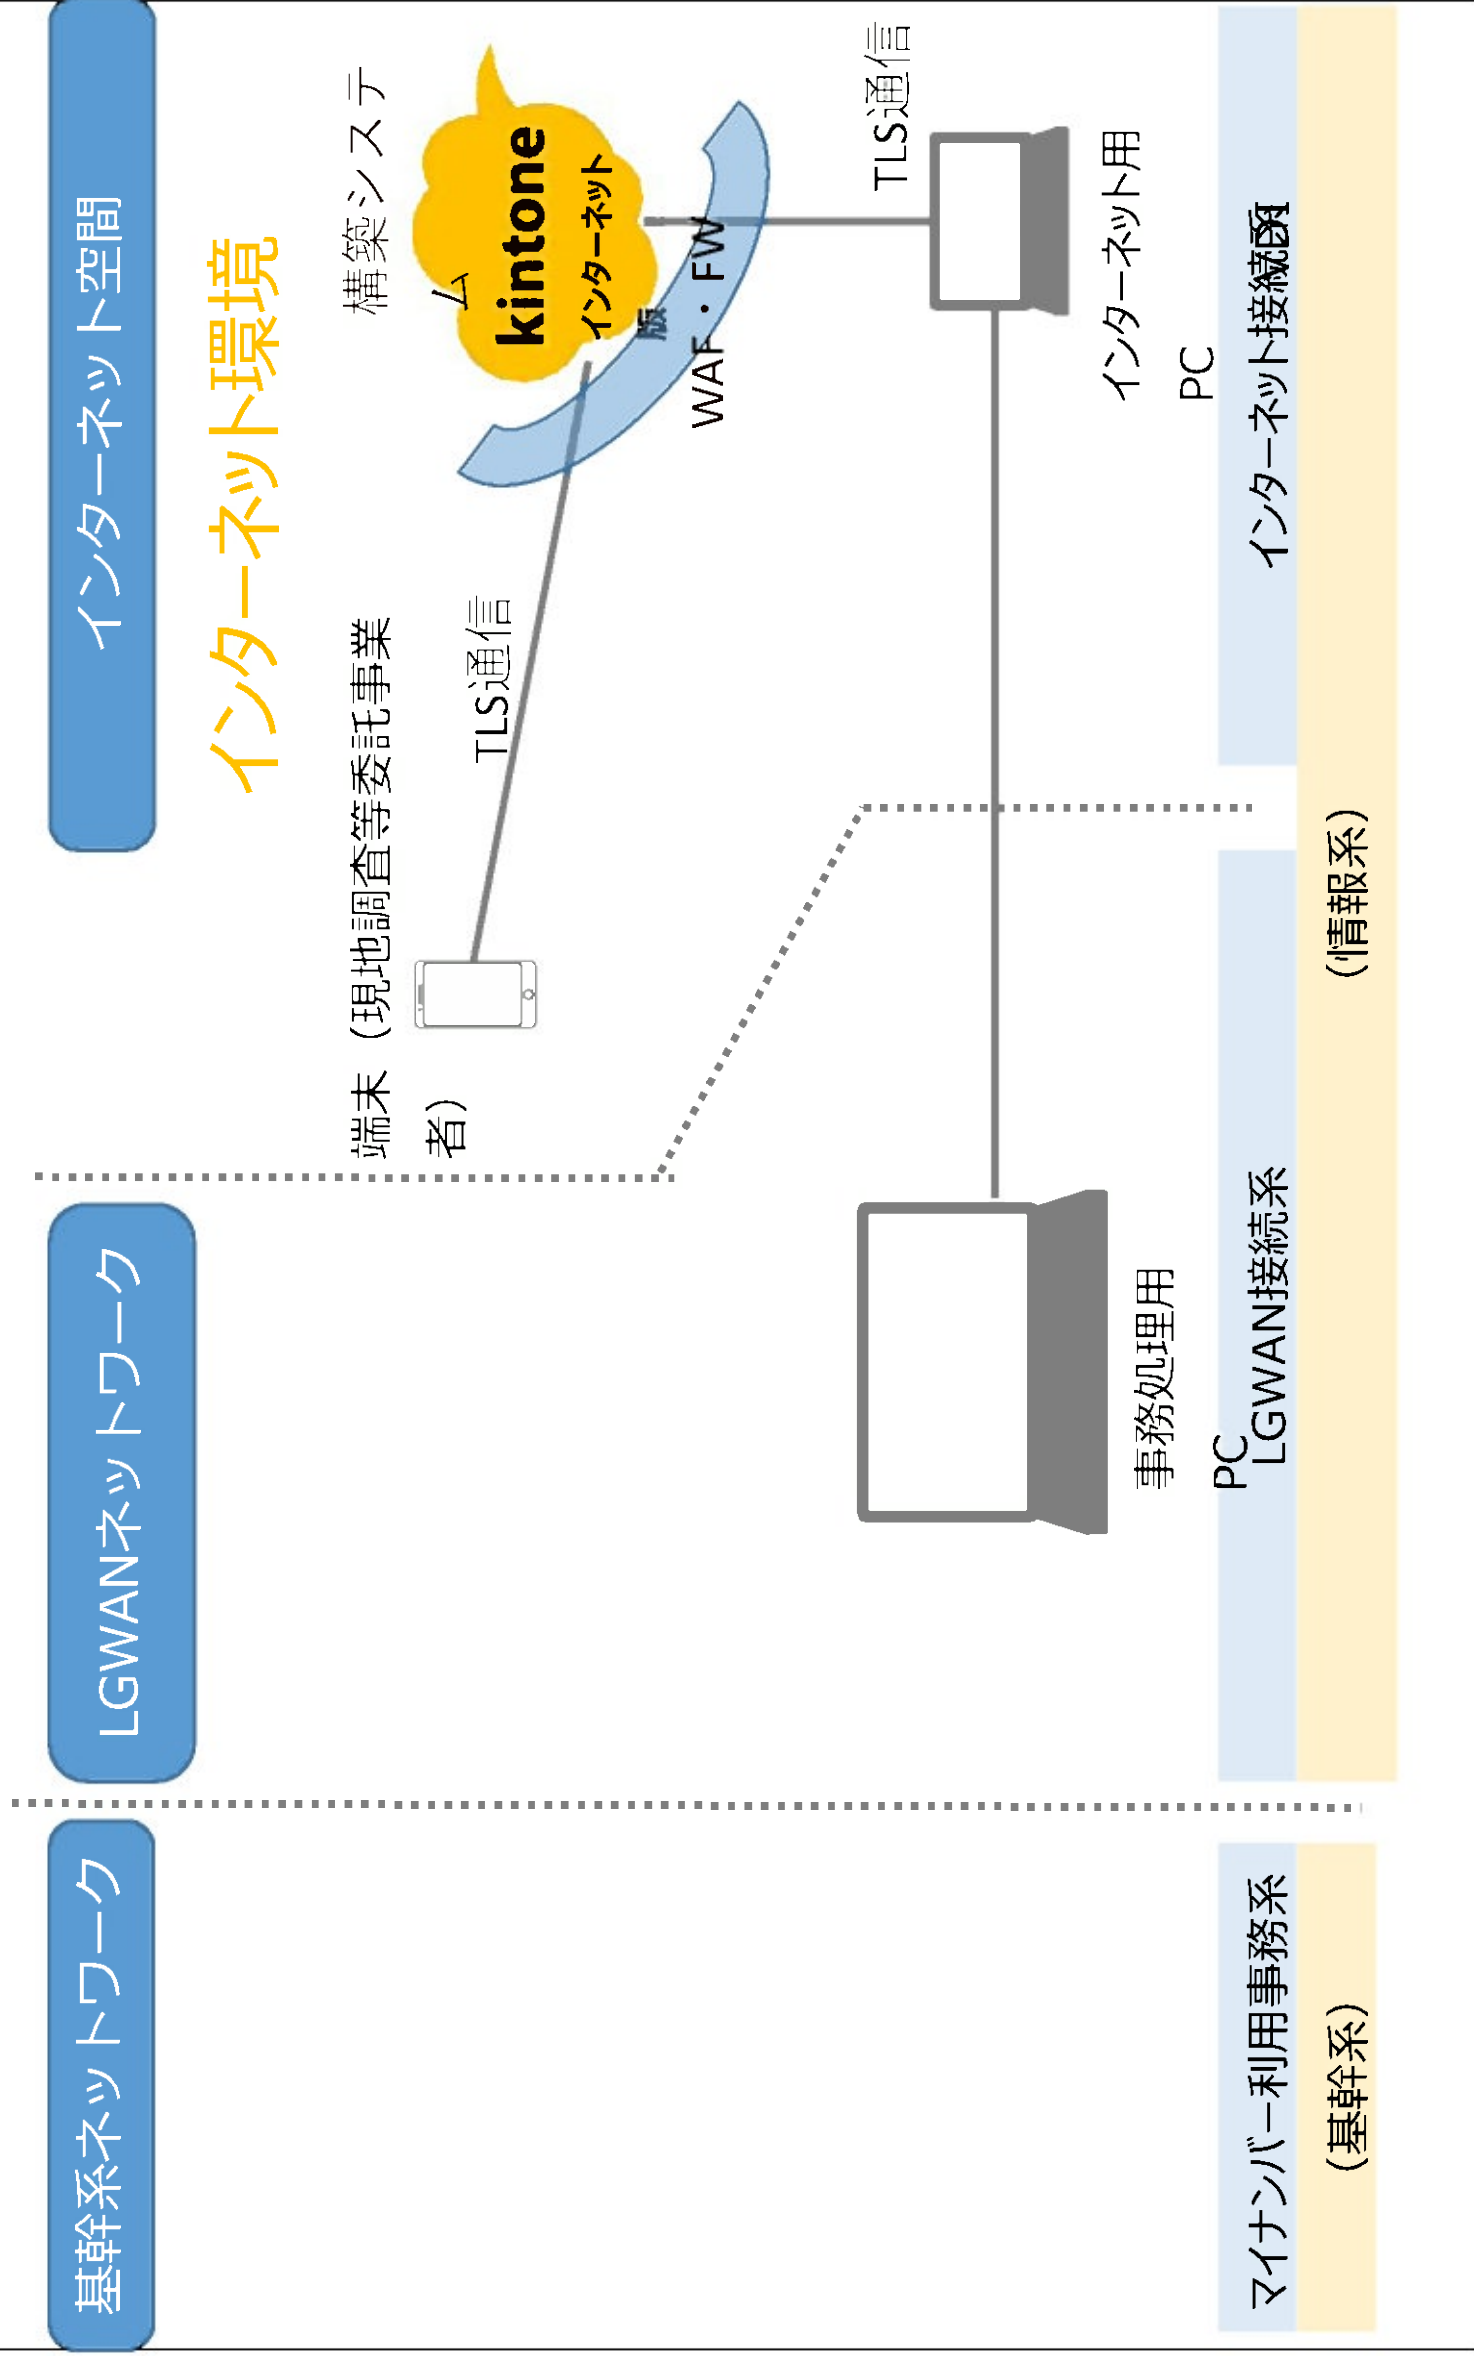 基幹系ネットワーク
LGWANネットワーク
インターネット空間
インターネット環境
構築システ
ム
端末（現地調査等委託事業
者）
kintone
インターネット
版
TLS通信
WAF・FW
TLS通信
インターネット用
PC
事務処理用
PC
マイナンバー利用事務系
LGWAN接続系
インターネット接続系
（基幹系）
（情報系）